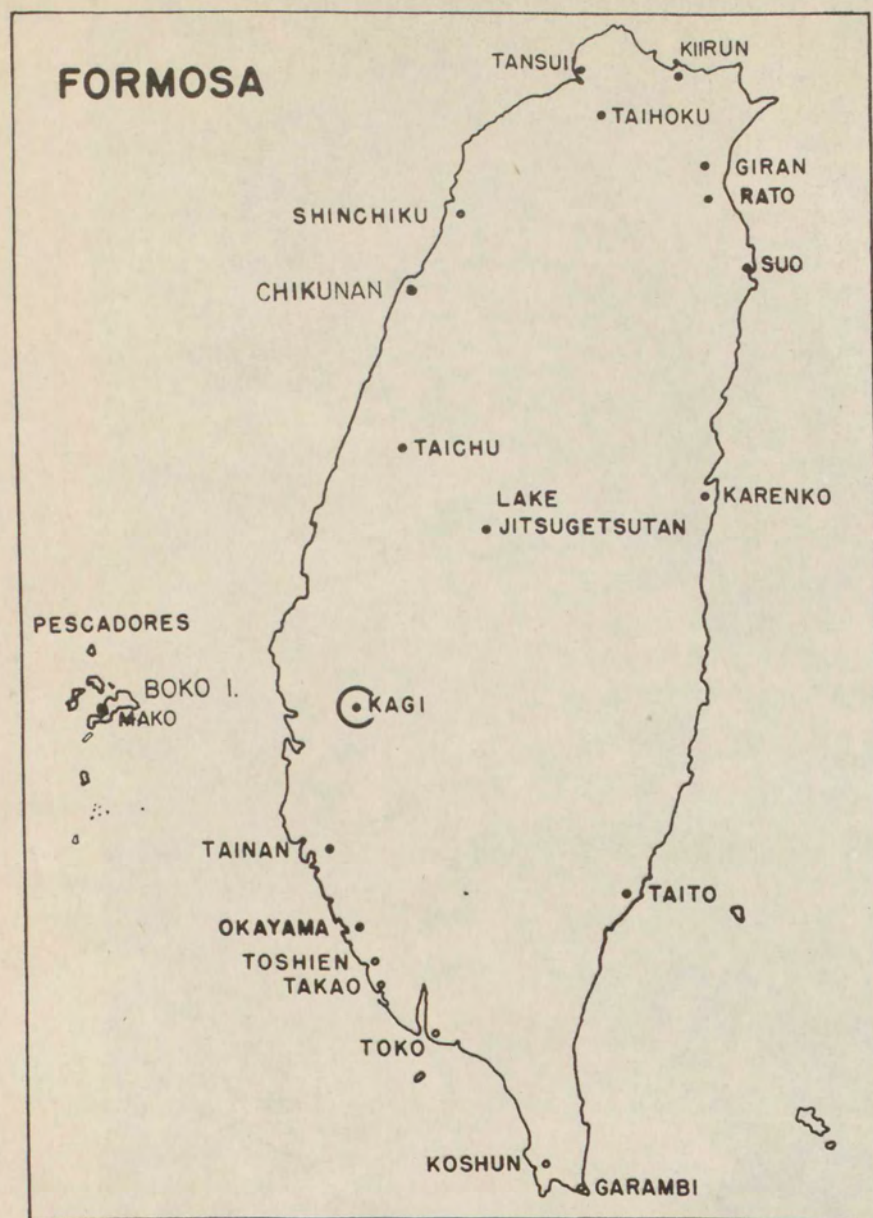 FORMOSA
TANSUI
KIIRUN
TAIHOKU
GIRAN
RATO
SHINCHIKU
SUO
CHIKUNAN
TAICHU
LAKE
JITSUGETSUTAN
KARENKO
PESCADORES
BOKO I.
MAKO
KAGI
TAINAN
TAITO
OKAYAMA
TOSHIEN
TAKAO
TOKO
KOSHUN
GARAMBI